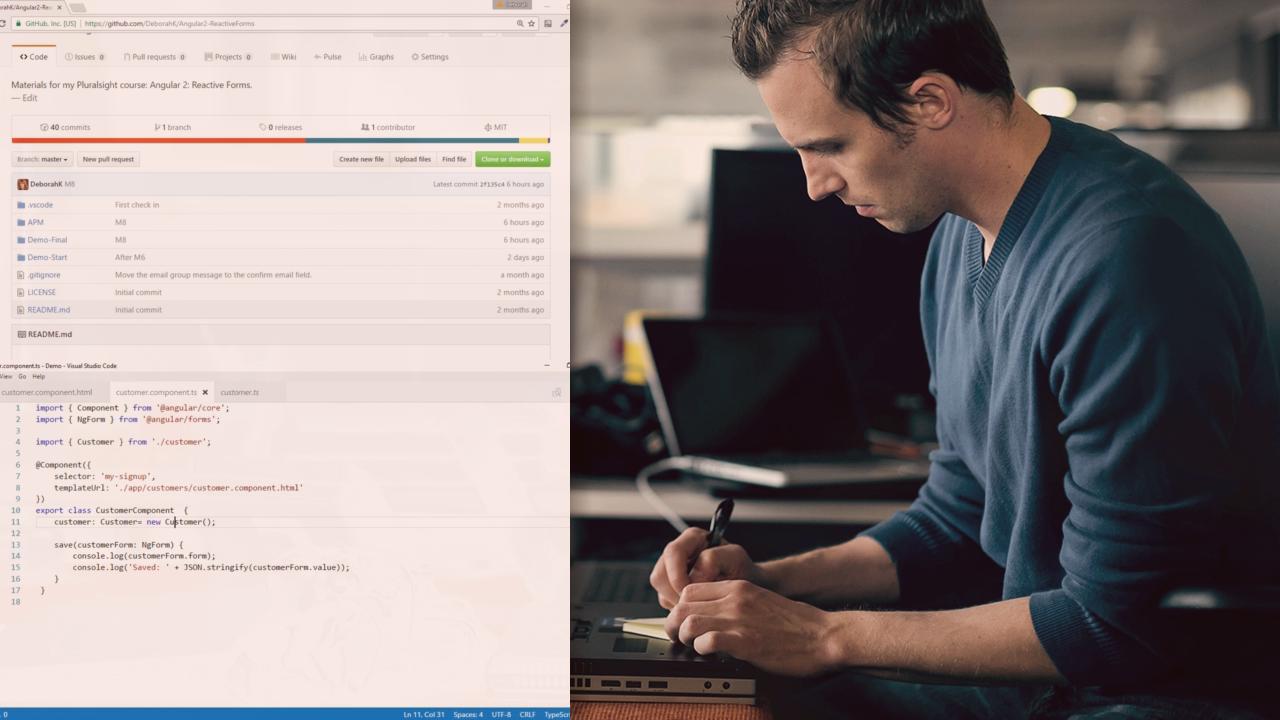 rahK/Angular2-Rea
Deborah
GitHub, Inc. [US] | https://github.com/DeborahK/Angular2-ReactiveForms
Code Issues 0 Pull requests 0 Projects 0 Wiki Pulse Graphs Settings
Materials for my Pluralsight course: Angular 2: Reactive Forms.
— Edit
40 commits 1 branch 0 releases 1 contributor MIT
Branch: master New pull request Create new file Upload files Find file Clone or download
DeborahK M8 Latest commit 2f135c4 6 hours ago
.vscode First check in 2 months ago
APM M8 6 hours ago
Demo-Final M8 6 hours ago
Demo-Start After M6 2 days ago
.gitignore Move the email group message to the confirm email field. a month ago
LICENSE Initial commit 2 months ago
README.md Initial commit 2 months ago
README.md
r.component.ts - Demo - Visual Studio Code
View Go Help
customer.component.html customer.component.ts customer.ts
1 import { Component } from '@angular/core';
2 import { NgForm } from '@angular/forms';
3
4 import { Customer } from './customer';
5
6 @Component({
7 selector: 'my-signup',
8 templateUrl: './app/customers/customer.component.html'
9 })
10 export class CustomerComponent {
11 customer: Customer= new Customer();
12
13 save(customerForm: NgForm) {
14 console.log(customerForm.form);
15 console.log('Saved: ' + JSON.stringify(customerForm.value));
16 }
17 }
18
0 Ln 11, Col 31 Spaces: 4 UTF-8 CRLF TypeScr